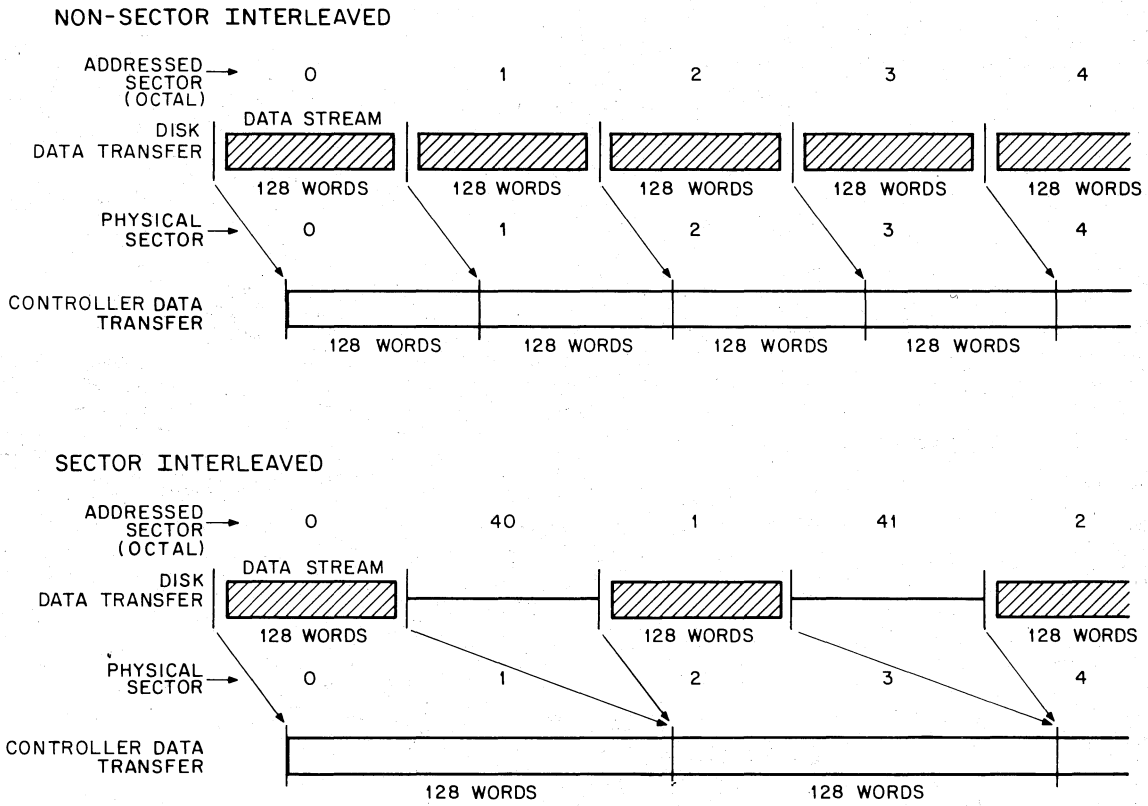 NON-SECTOR INTERLEAVED
ADDRESSED
SECTOR
(OCTAL)
0 1 2 3 4
DISK
DATA TRANSFER
DATA STREAM
128 WORDS 128 WORDS 128 WORDS 128 WORDS 128 WORDS
PHYSICAL
SECTOR
0 1 2 3 4
CONTROLLER DATA
TRANSFER
128 WORDS 128 WORDS 128 WORDS 128 WORDS
SECTOR INTERLEAVED
ADDRESSED
SECTOR
(OCTAL)
0 40 1 41 2
DISK
DATA TRANSFER
DATA STREAM
128 WORDS 128 WORDS 128 WORDS
PHYSICAL
SECTOR
0 1 2 3 4
CONTROLLER DATA
TRANSFER
128 WORDS 128 WORDS